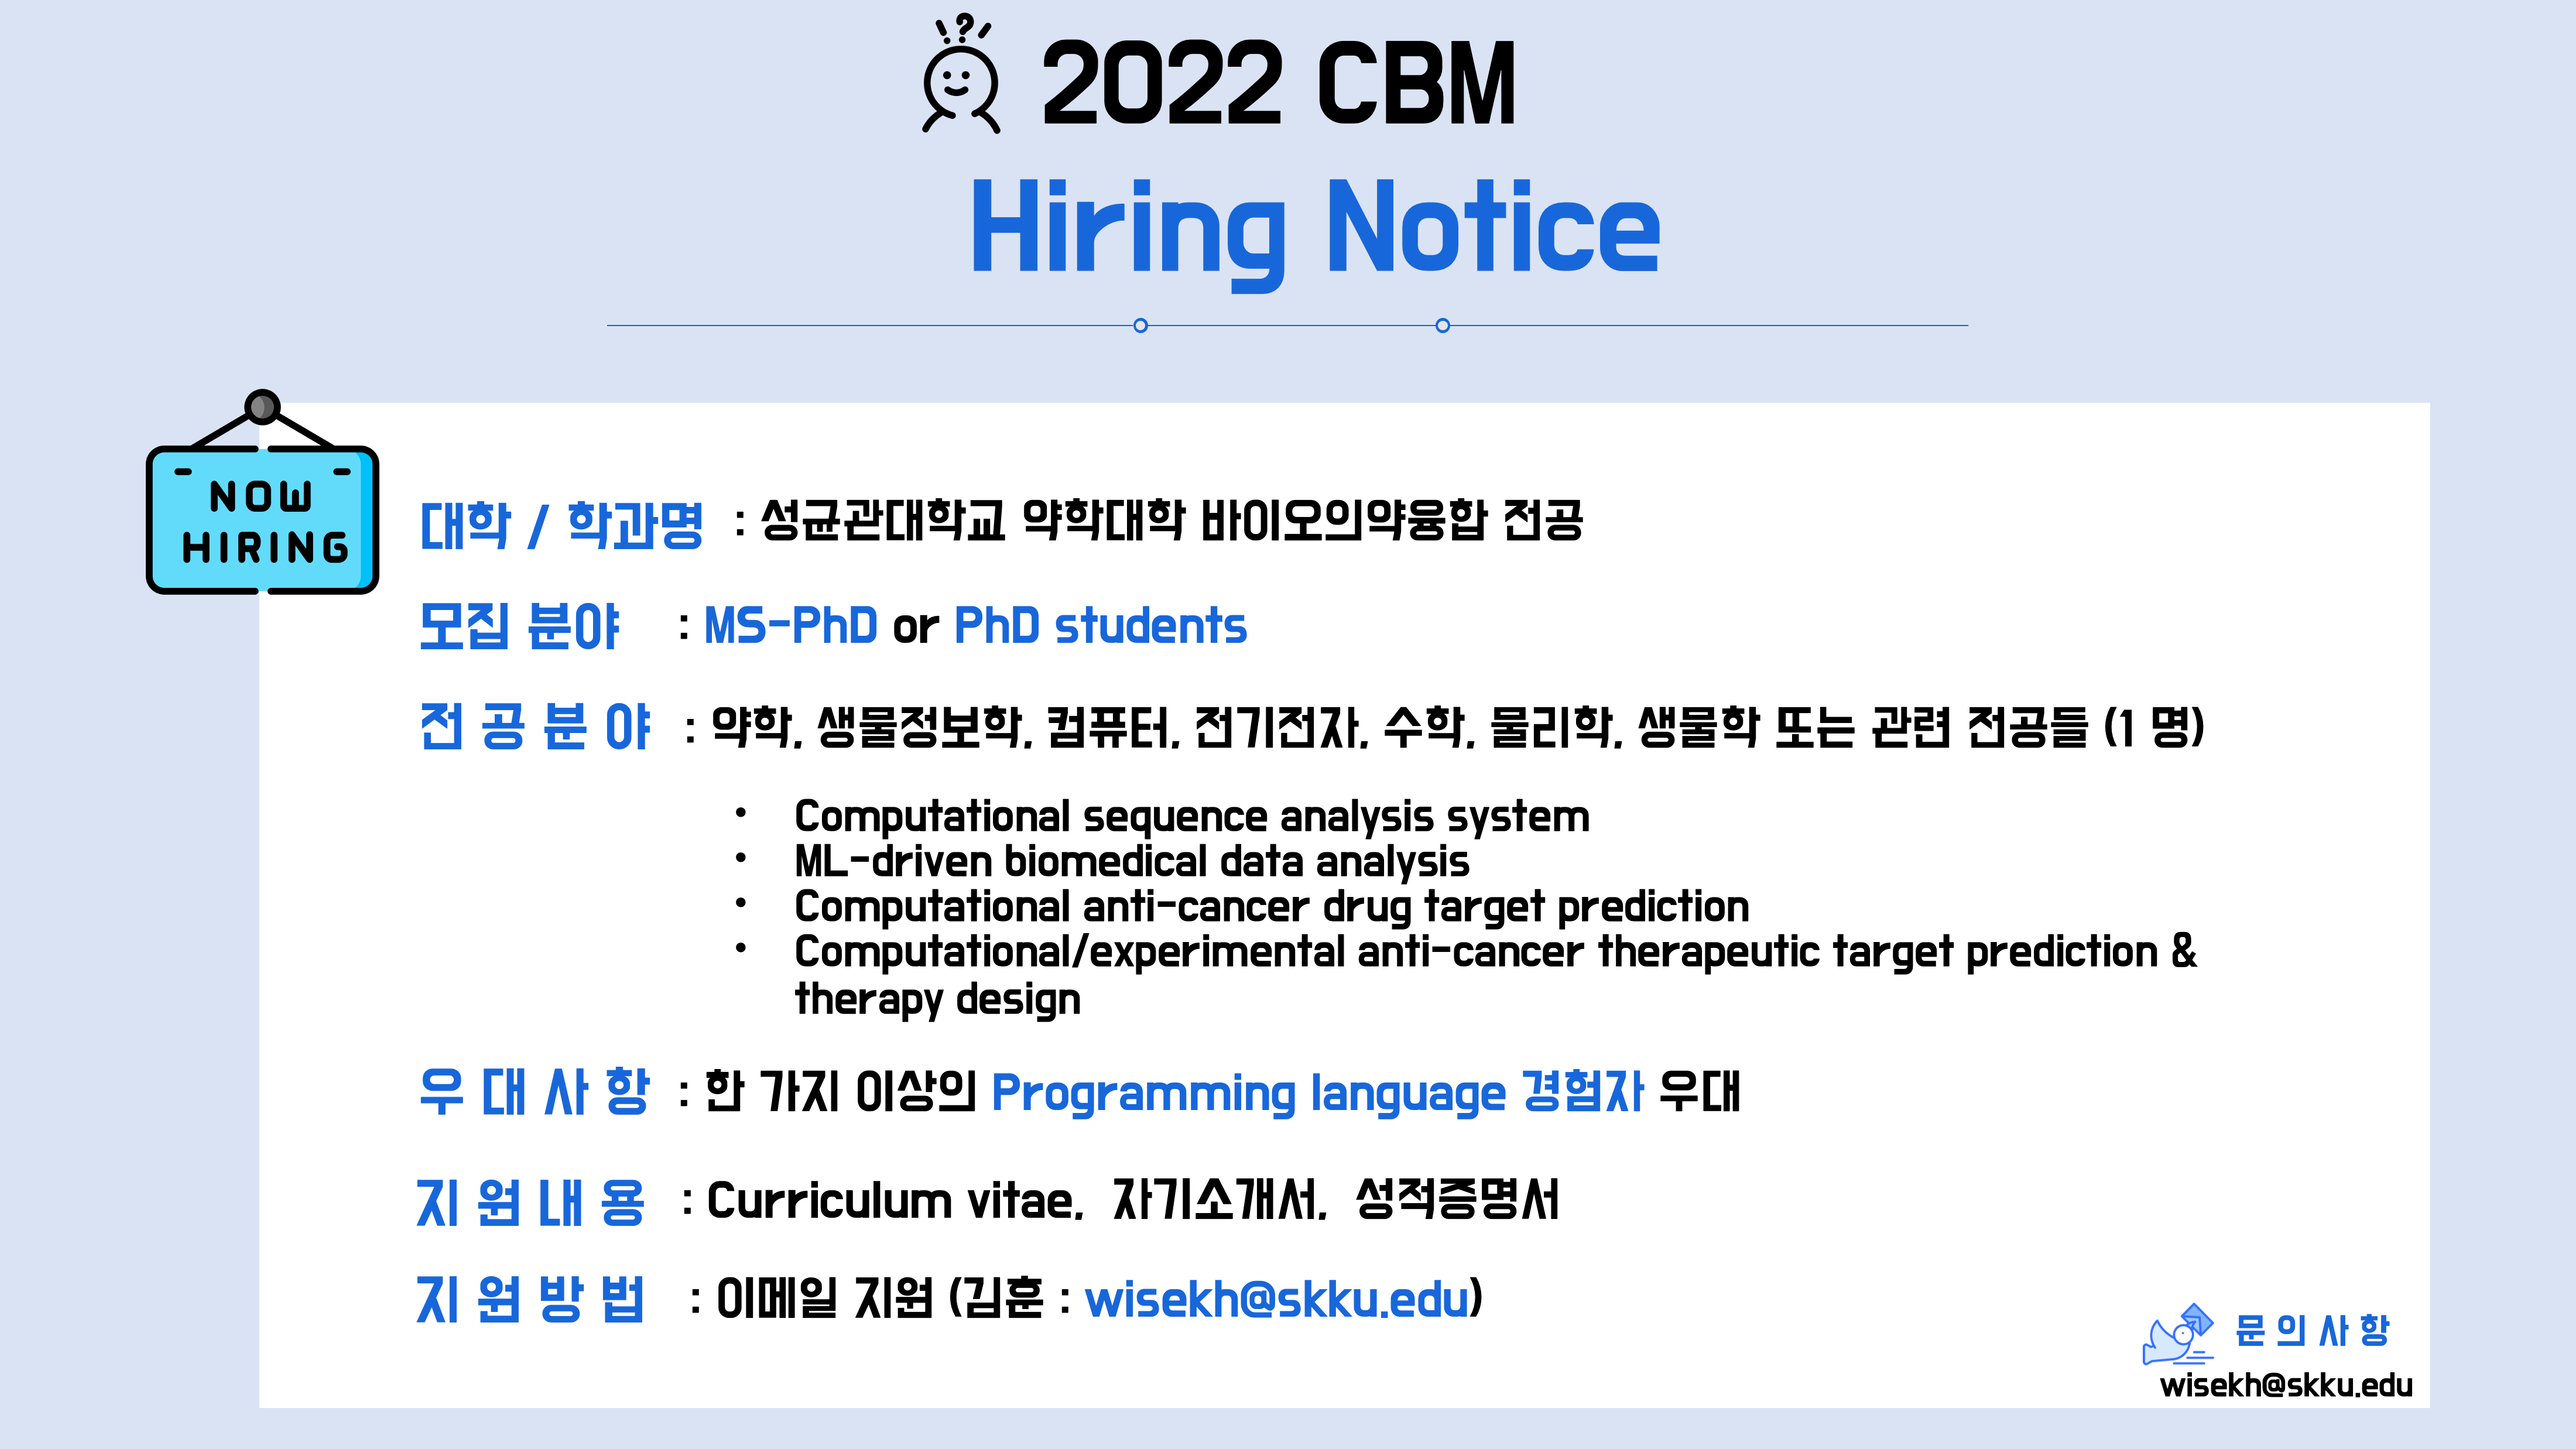 2022 CBM
Hiring Notice
NOW
HIRING
대학 / 학과명 : 성균관대학교 약학대학 바이오의약융합 전공
모집 분야 : MS-PhD or PhD students
전 공 분 야 : 약학, 생물정보학, 컴퓨터, 전기전자, 수학, 물리학, 생물학 또는 관련 전공들 (1 명)
• Computational sequence analysis system
• ML-driven biomedical data analysis
• Computational anti-cancer drug target prediction
• Computational/experimental anti-cancer therapeutic target prediction &
therapy design
우 대 사 항 : 한 가지 이상의 Programming language 경험자 우대
지 원 내 용 : Curriculum vitae, 자기소개서, 성적증명서
지 원 방 법 : 이메일 지원 (김훈 : wisekh@skku.edu)
문 의 사 항
wisekh@skku.edu